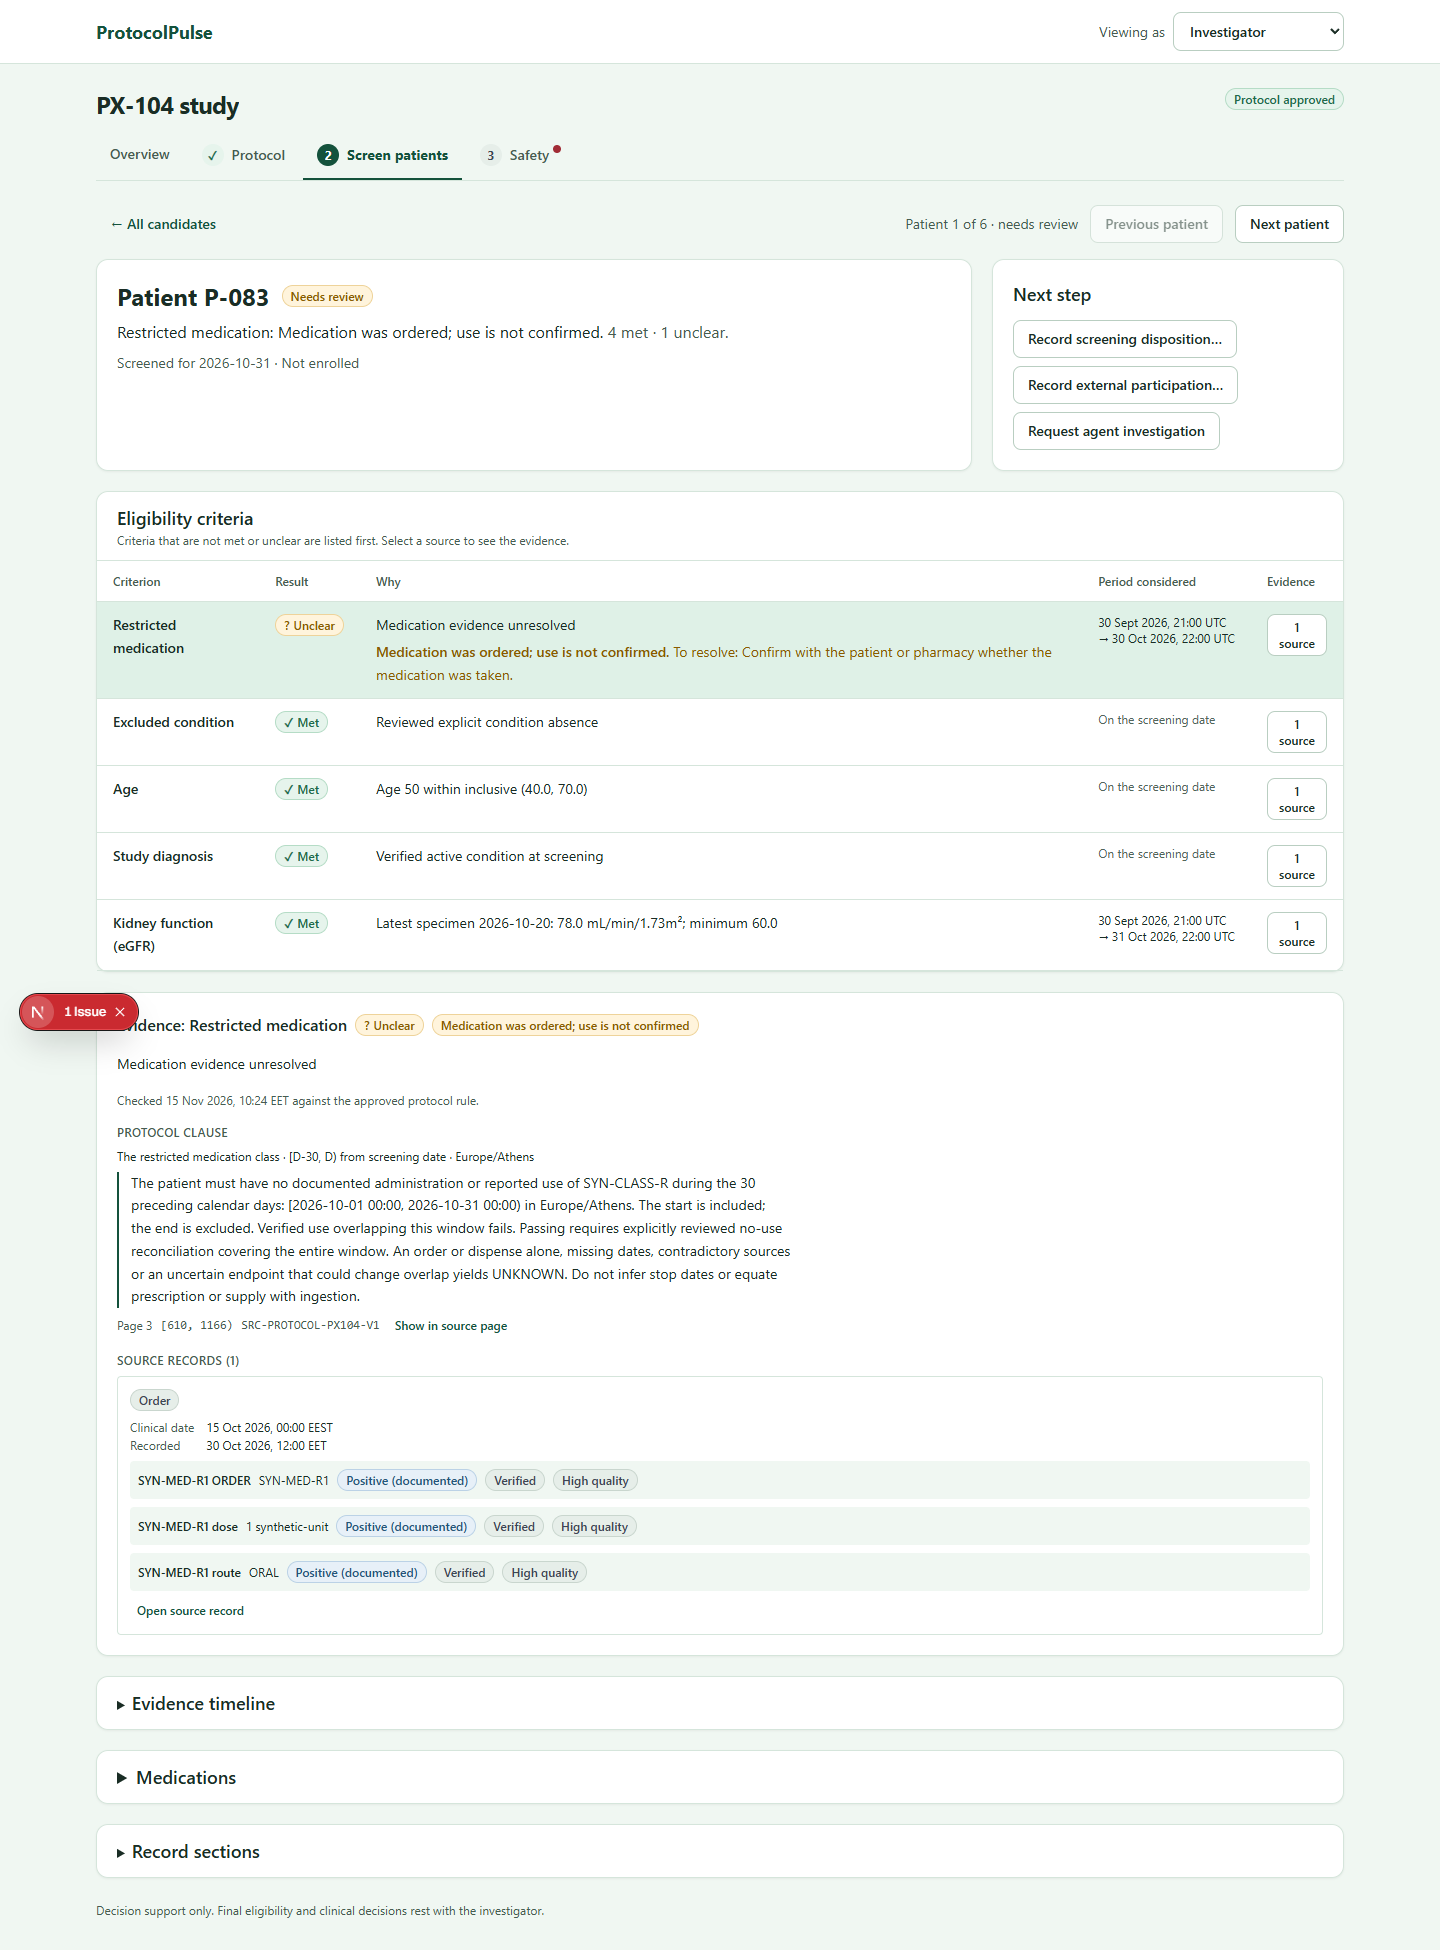 ProtocolPulse
Viewing as
Investigator
PX-104 study
Protocol approved
Overview
✓ Protocol
2 Screen patients
3 Safety
← All candidates
Patient 1 of 6 · needs review
Previous patient
Next patient
Patient P-083
Needs review
Restricted medication: Medication was ordered; use is not confirmed. 4 met · 1 unclear.
Screened for 2026-10-31 · Not enrolled
Next step
Record screening disposition...
Record external participation...
Request agent investigation
Eligibility criteria
Criteria that are not met or unclear are listed first. Select a source to see the evidence.
Criterion Result Why Period considered Evidence
Restricted medication
? Unclear
Medication evidence unresolved
Medication was ordered; use is not confirmed. To resolve: Confirm with the patient or pharmacy whether the
medication was taken.
30 Sept 2026, 21:00 UTC
→ 30 Oct 2026, 22:00 UTC
1 source
Excluded condition
✓ Met
Reviewed explicit condition absence
On the screening date
1 source
Age
✓ Met
Age 50 within inclusive (40.0, 70.0)
On the screening date
1 source
Study diagnosis
✓ Met
Verified active condition at screening
On the screening date
1 source
Kidney function (eGFR)
✓ Met
Latest specimen 2026-10-20: 78.0 mL/min/1.73m²; minimum 60.0
30 Sept 2026, 21:00 UTC
→ 31 Oct 2026, 22:00 UTC
1 source
N 1 Issue ×
vidence: Restricted medication
? Unclear
Medication was ordered; use is not confirmed
Medication evidence unresolved
Checked 15 Nov 2026, 10:24 EET against the approved protocol rule.
PROTOCOL CLAUSE
The restricted medication class · [D-30, D) from screening date · Europe/Athens
The patient must have no documented administration or reported use of SYN-CLASS-R during the 30
preceding calendar days: [2026-10-01 00:00, 2026-10-31 00:00) in Europe/Athens. The start is included;
the end is excluded. Verified use overlapping this window fails. Passing requires explicitly reviewed no-use
reconciliation covering the entire window. An order or dispense alone, missing dates, contradictory sources
or an uncertain endpoint that could change overlap yields UNKNOWN. Do not infer stop dates or equate
prescription or supply with ingestion.
Page 3 [610, 1166) SRC-PROTOCOL-PX104-V1 Show in source page
SOURCE RECORDS (1)
Order
Clinical date 15 Oct 2026, 00:00 EEST
Recorded 30 Oct 2026, 12:00 EET
SYN-MED-R1 ORDER SYN-MED-R1 Positive (documented) Verified High quality
SYN-MED-R1 dose 1 synthetic-unit Positive (documented) Verified High quality
SYN-MED-R1 route ORAL Positive (documented) Verified High quality
Open source record
▸ Evidence timeline
▸ Medications
▸ Record sections
Decision support only. Final eligibility and clinical decisions rest with the investigator.